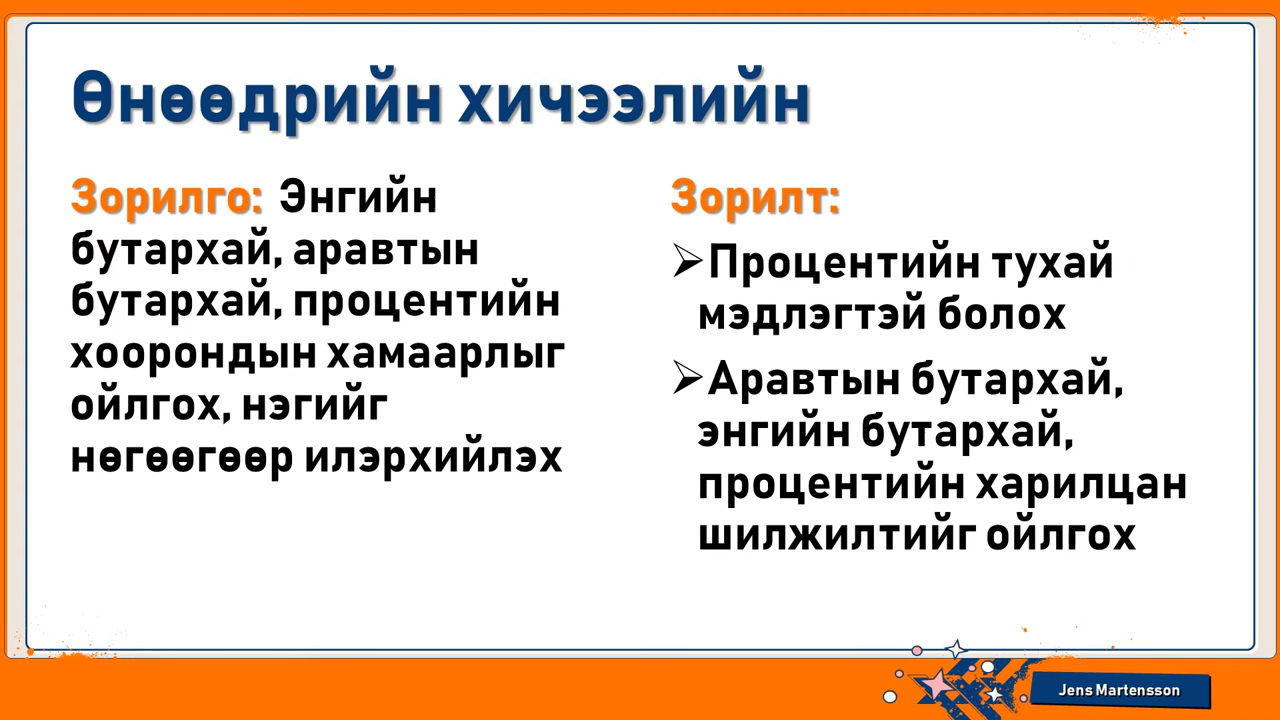 Өнөөдрийн хичээлийн
Зорилго: Энгийн
бутархай, аравтын
бутархай, процентийн
хоорондын хамаарлыг
ойлгох, нэгийг
нөгөөгөөр илэрхийлэх
Зорилт:
➢Процентийн тухай
мэдлэгтэй болох
➢Аравтын бутархай,
энгийн бутархай,
процентийн харилцан
шилжилтийг ойлгох
Jens Martensson